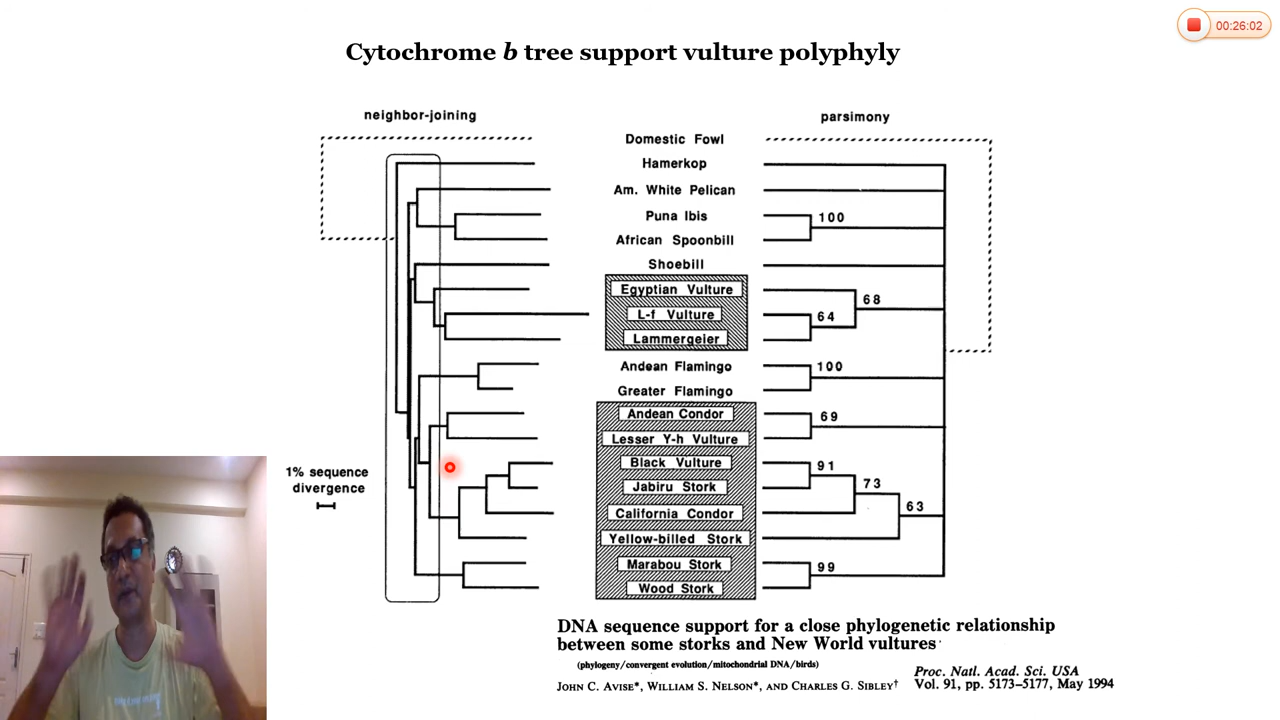 00:26:02
Cytochrome b tree support vulture polyphyly
neighbor-joining
parsimony
Domestic Fowl
Hamerkop
Am. White Pelican
Puna Ibis
100
African Spoonbill
Shoebill
Egyptian Vulture
68
L-f Vulture
64
Lammergeier
Andean Flamingo
100
Greater Flamingo
Andean Condor
69
Lesser Y-h Vulture
Black Vulture
91
Jabiru Stork
73
California Condor
63
Yellow-billed Stork
Marabou Stork
99
Wood Stork
1% sequence
divergence
DNA sequence support for a close phylogenetic relationship
between some storks and New World vultures
(phylogeny/convergent evolution/mitochondrial DNA/birds)
JOHN C. AVISE*, WILLIAM S. NELSON*, AND CHARLES G. SIBLEY†
Proc. Natl. Acad. Sci. USA
Vol. 91, pp. 5173–5177, May 1994